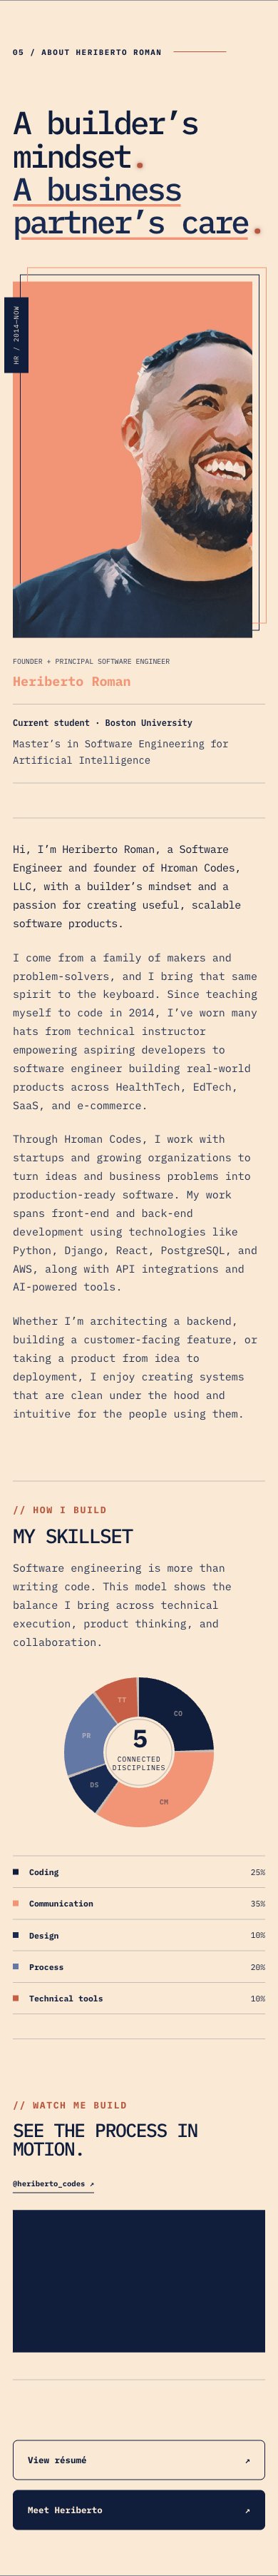 05 / ABOUT HERIBERTO ROMAN
A builder’s
mindset.
A business
partner’s care.
HR / 2014—NOW
FOUNDER + PRINCIPAL SOFTWARE ENGINEER
Heriberto Roman
Current student · Boston University
Master’s in Software Engineering for
Artificial Intelligence
Hi, I’m Heriberto Roman, a Software
Engineer and founder of Hroman Codes,
LLC, with a builder’s mindset and a
passion for creating useful, scalable
software products.
I come from a family of makers and
problem-solvers, and I bring that same
spirit to the keyboard. Since teaching
myself to code in 2014, I’ve worn many
hats from technical instructor
empowering aspiring developers to
software engineer building real-world
products across HealthTech, EdTech,
SaaS, and e-commerce.
Through Hroman Codes, I work with
startups and growing organizations to
turn ideas and business problems into
production-ready software. My work
spans front-end and back-end
development using technologies like
Python, Django, React, PostgreSQL, and
AWS, along with API integrations and
AI-powered tools.
Whether I’m architecting a backend,
building a customer-facing feature, or
taking a product from idea to
deployment, I enjoy creating systems
that are clean under the hood and
intuitive for the people using them.
// HOW I BUILD
MY SKILLSET
Software engineering is more than
writing code. This model shows the
balance I bring across technical
execution, product thinking, and
collaboration.
TT
CO
PR
5
CONNECTED
DISCIPLINES
DS
CM
Coding 25%
Communication 35%
Design 10%
Process 20%
Technical tools 10%
// WATCH ME BUILD
SEE THE PROCESS IN
MOTION.
@heriberto_codes ↗
View résumé ↗
Meet Heriberto ↗